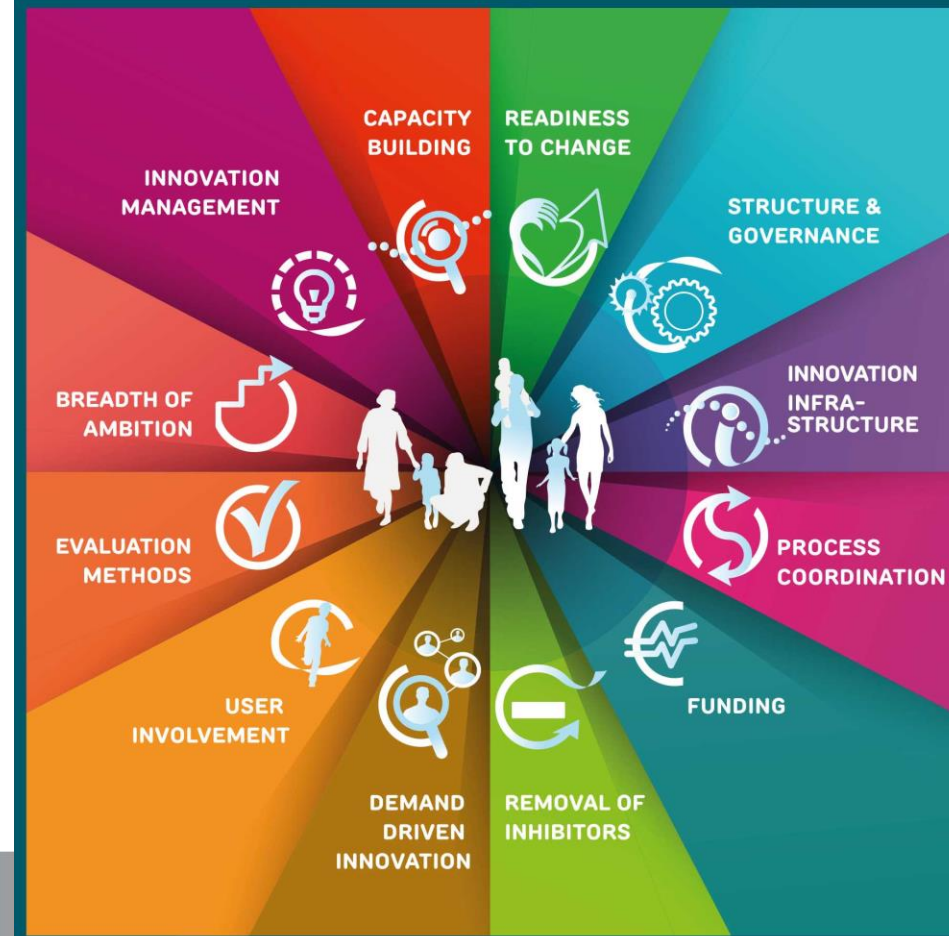 CAPACITY
BUILDING
READINESS
TO CHANGE
INNOVATION
MANAGEMENT
STRUCTURE &
GOVERNANCE
BREADTH OF
AMBITION
INNOVATION
INFRA-
STRUCTURE
EVALUATION
METHODS
PROCESS
COORDINATION
USER
INVOLVEMENT
FUNDING
DEMAND
DRIVEN
INNOVATION
REMOVAL OF
INHIBITORS